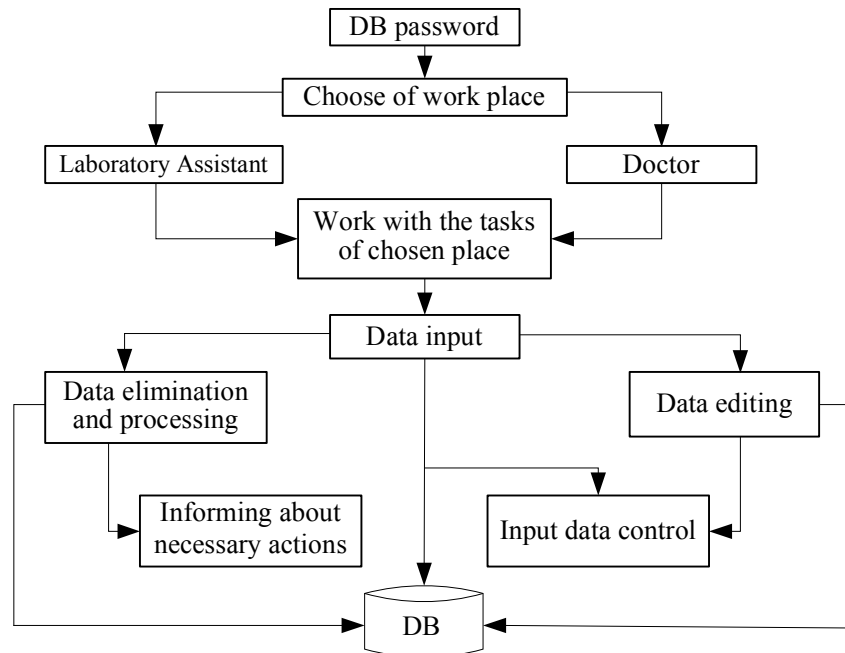 DB password
Choose of work place
Laboratory Assistant
Doctor
Work with the tasks
of chosen place
Data input
Data elimination
and processing
Data editing
Informing about
necessary actions
Input data control
DB